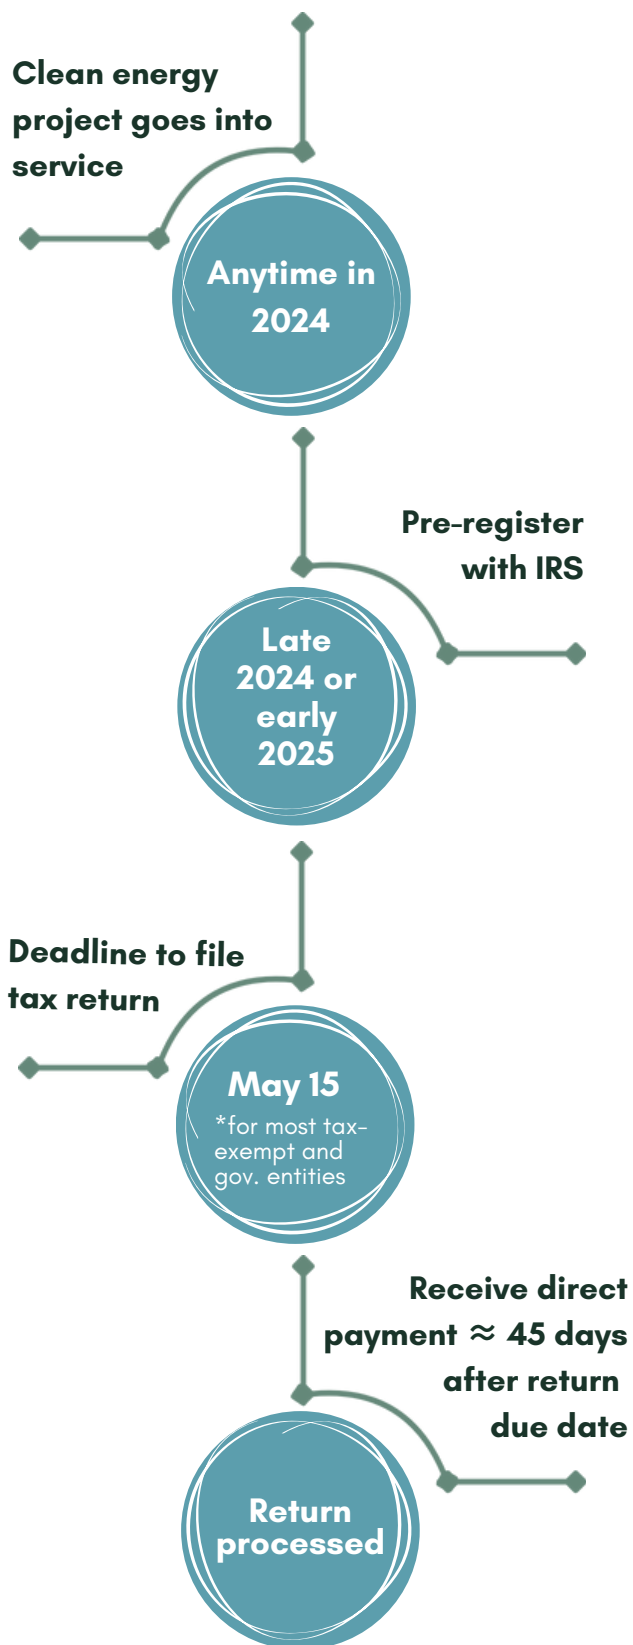 Clean energy
project goes into
service
Anytime in
2024
Pre-register
with IRS
Late
2024 or
early
2025
Deadline to file
tax return
May 15
*for most tax-
exempt and
gov. entities
Receive direct
payment ≈ 45 days
after return
due date
Return
processed